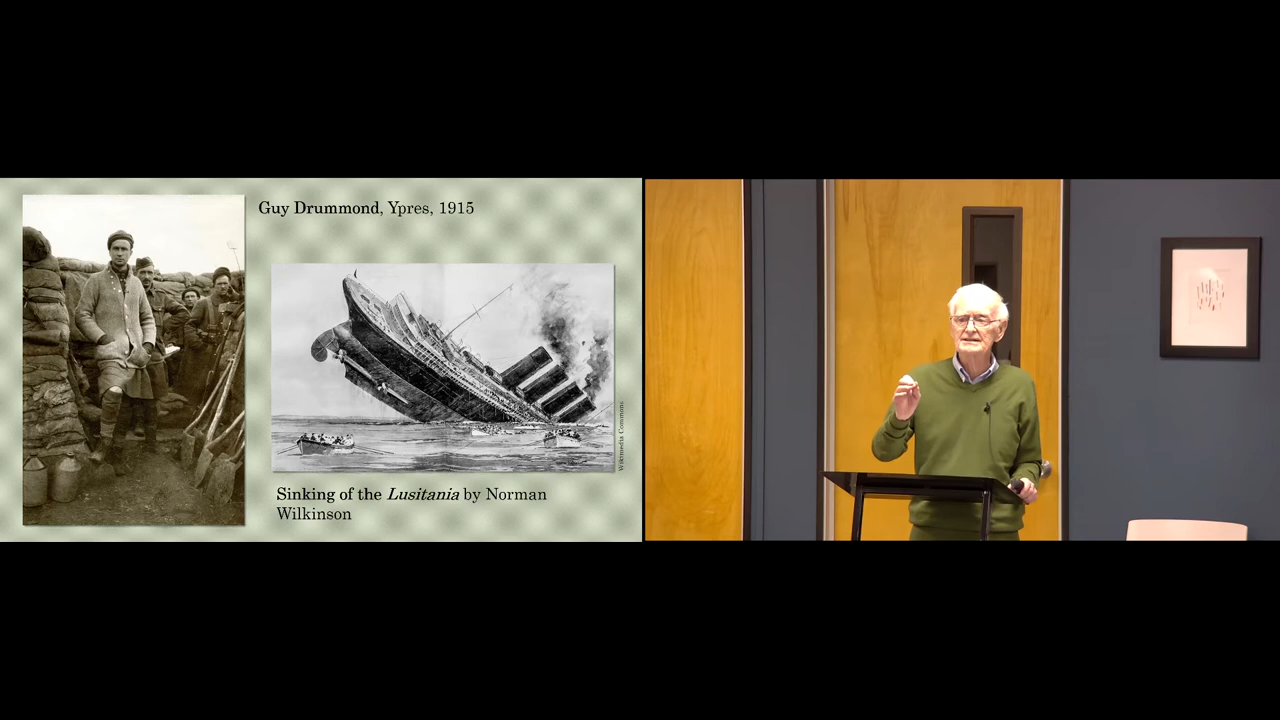 Guy Drummond, Ypres, 1915
Wikimedia Commons
Sinking of the Lusitania by Norman
Wilkinson